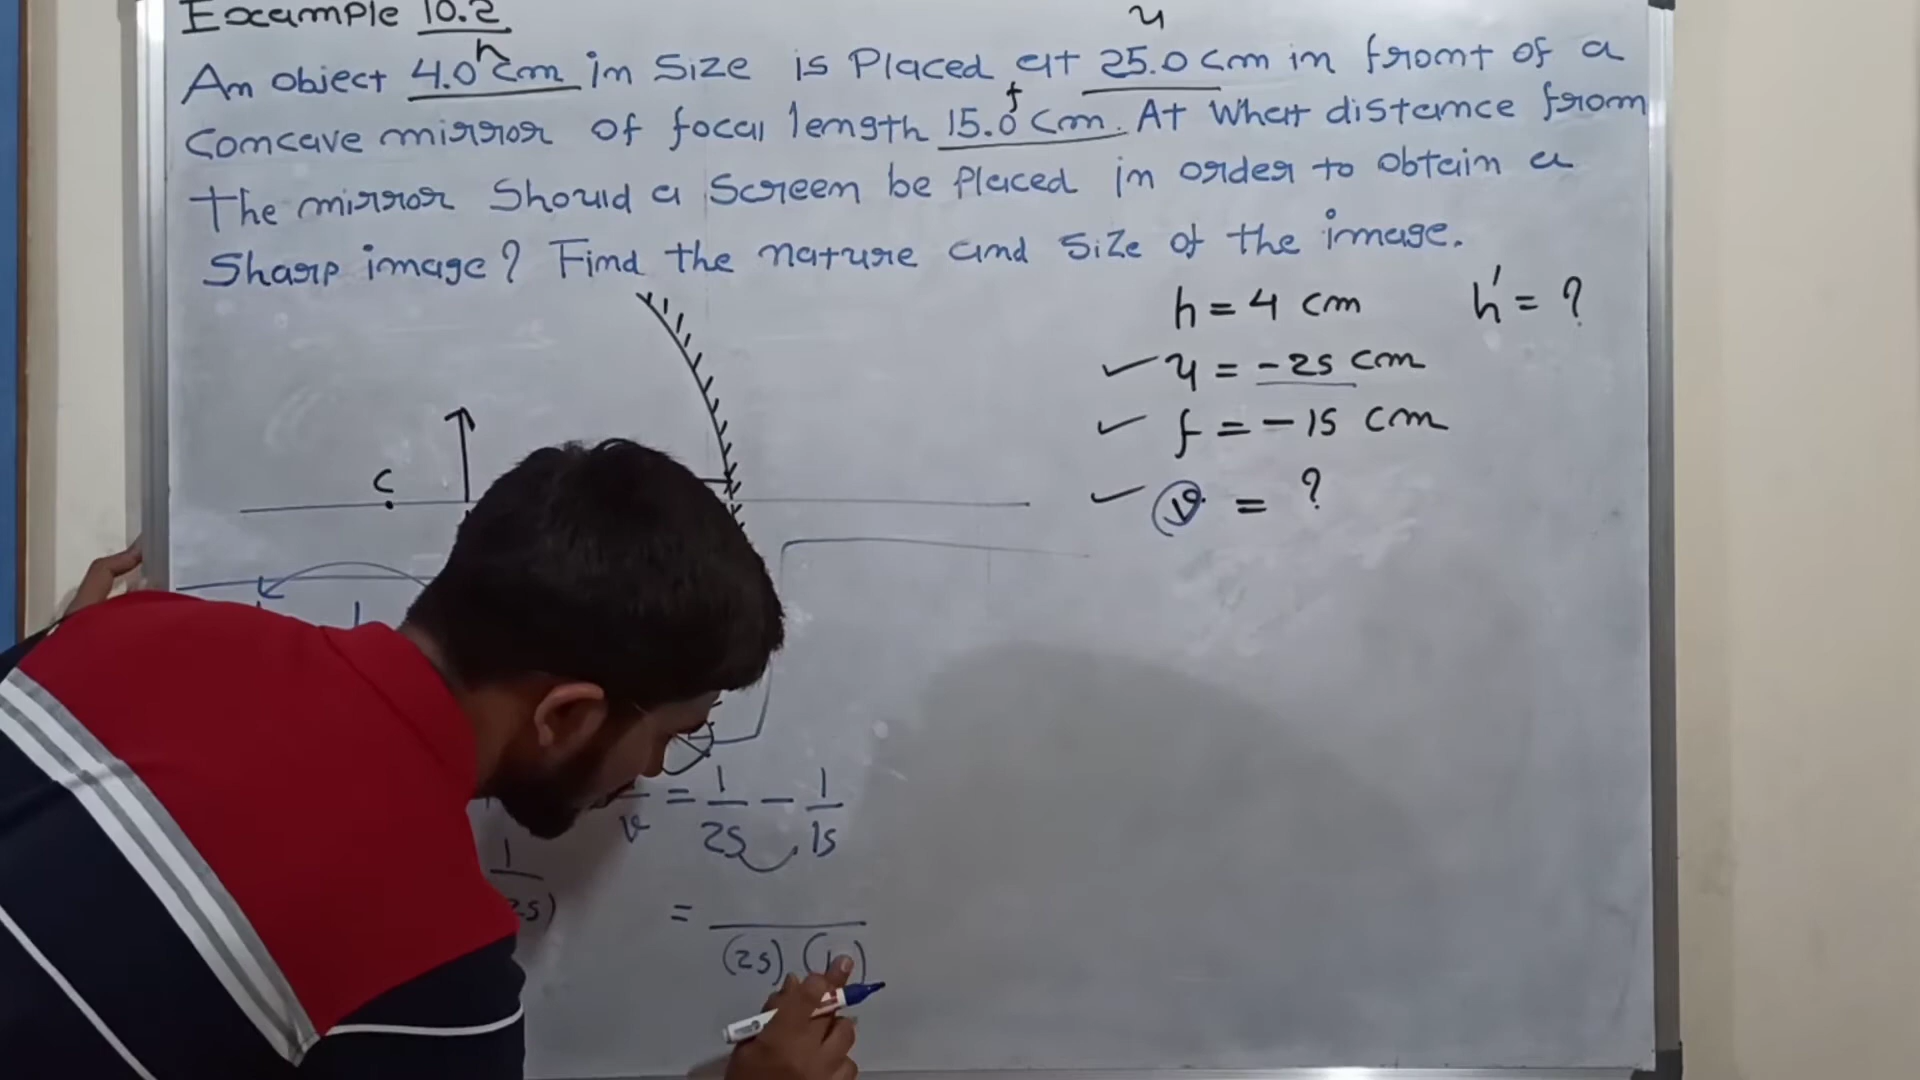 Example 10.2
h
u
An object 4.0 cm in size is placed at 25.0 cm in front of a
f
concave mirror of focal length 15.0 cm. At what distance from
the mirror should a screen be placed in order to obtain a
Sharp image? Find the nature and size of the image.
h = 4 cm h' = ?
u = -25 cm
f = -15 cm
v = ?
C
v = 1/25 - 1/15
1
25)
=
(25) (